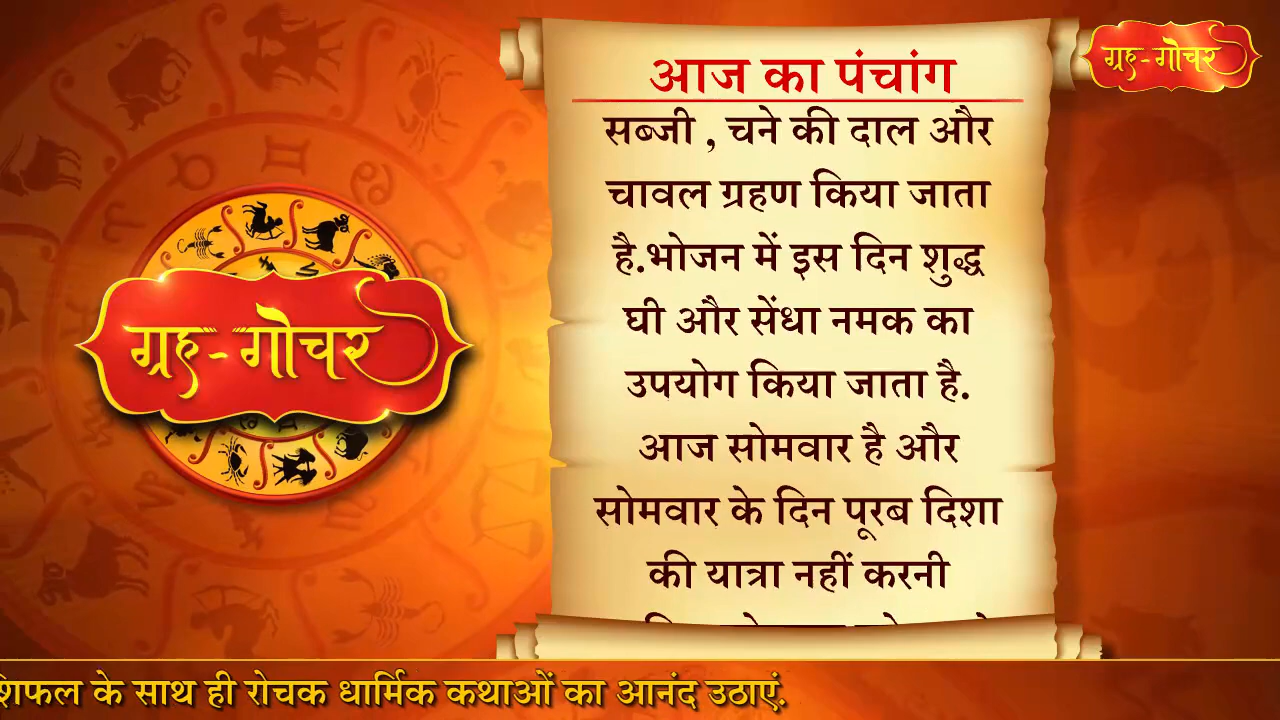 आज का पंचांग
ग्रह-गोचर
सब्जी , चने की दाल और
चावल ग्रहण किया जाता
है.भोजन में इस दिन शुद्ध
घी और सेंधा नमक का
उपयोग किया जाता है.
आज सोमवार है और
सोमवार के दिन पूरब दिशा
की यात्रा नहीं करनी
ग्रह-गोचर
के साथ ही रोचक धार्मिक कथाओं का आनंद उठाएं.